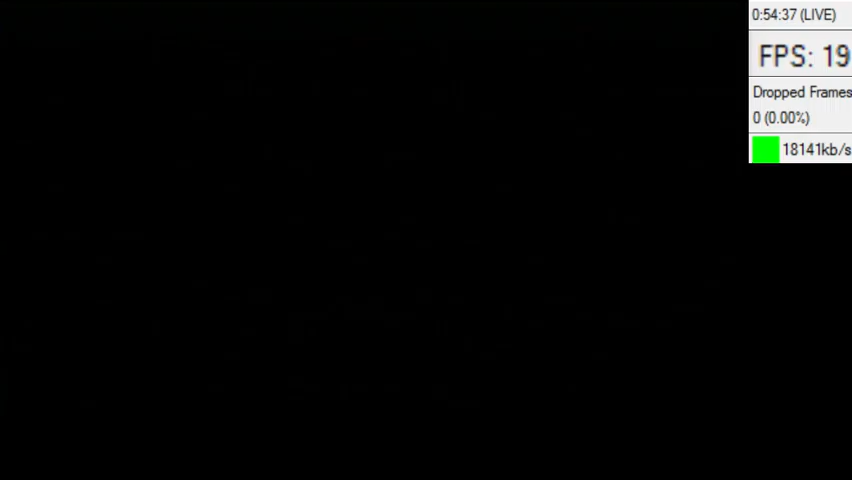 0:54:37 (LIVE)
FPS: 19
Dropped Frames
0 (0.00%)
18141kb/s